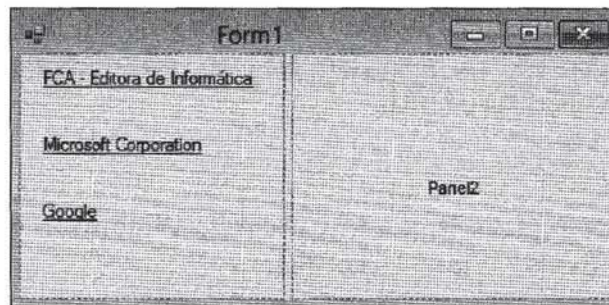 Form1
FCA - Editora de Informática
Microsoft Corporation
Google
Panel2